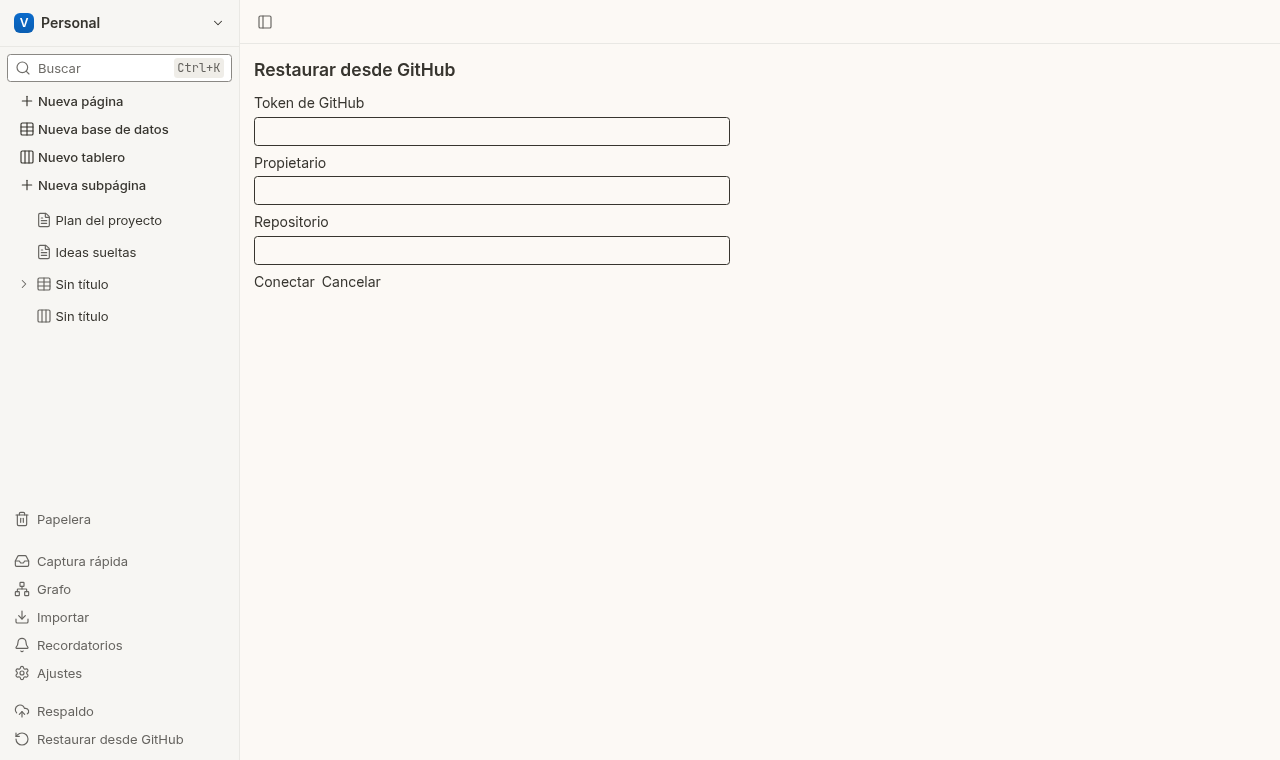 V Personal
Buscar Ctrl+K
Nueva página
Nueva base de datos
Nuevo tablero
Nueva subpágina
Plan del proyecto
Ideas sueltas
Sin título
Sin título
Papelera
Captura rápida
Grafo
Importar
Recordatorios
Ajustes
Respaldo
Restaurar desde GitHub
Restaurar desde GitHub
Token de GitHub
Propietario
Repositorio
Conectar Cancelar